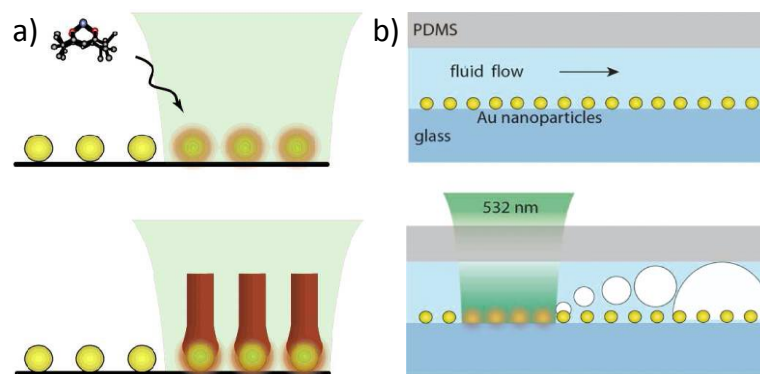 a)
b)
PDMS
fluid flow
Au nanoparticles
glass
532 nm